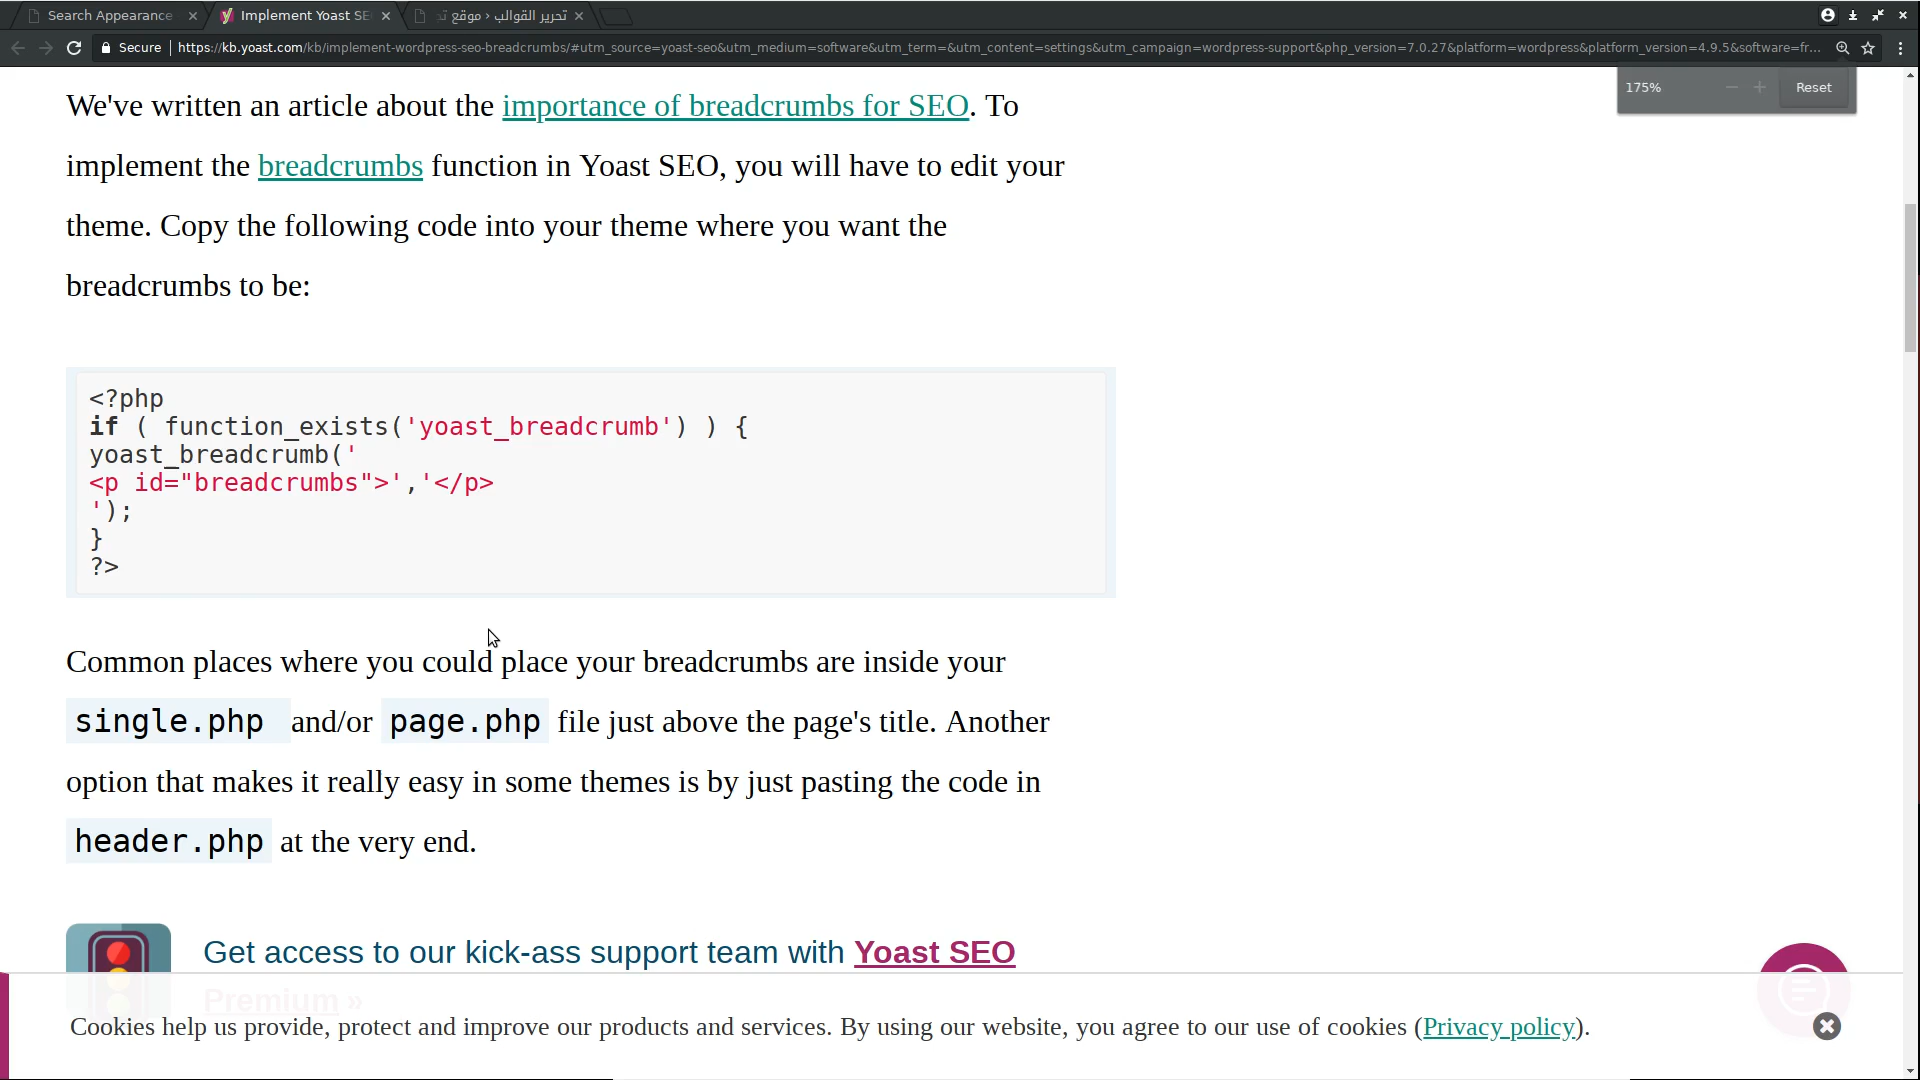 Search Appearance
Implement Yoast SE
تحرير القوالب ‹ موقع تد
Secure
https://kb.yoast.com/kb/implement-wordpress-seo-breadcrumbs/#utm_source=yoast-seo&utm_medium=software&utm_term=&utm_content=settings&utm_campaign=wordpress-support&php_version=7.0.27&platform=wordpress&platform_version=4.9.5&software=fr...
175%
Reset
We've written an article about the importance of breadcrumbs for SEO. To
implement the breadcrumbs function in Yoast SEO, you will have to edit your
theme. Copy the following code into your theme where you want the
breadcrumbs to be:
<?php
if ( function_exists('yoast_breadcrumb') ) {
yoast_breadcrumb('
<p id="breadcrumbs">','</p>
');
}
?>
Common places where you could place your breadcrumbs are inside your
single.php and/or page.php file just above the page's title. Another
option that makes it really easy in some themes is by just pasting the code in
header.php at the very end.
Get access to our kick-ass support team with Yoast SEO
Premium »
Cookies help us provide, protect and improve our products and services. By using our website, you agree to our use of cookies (Privacy policy).